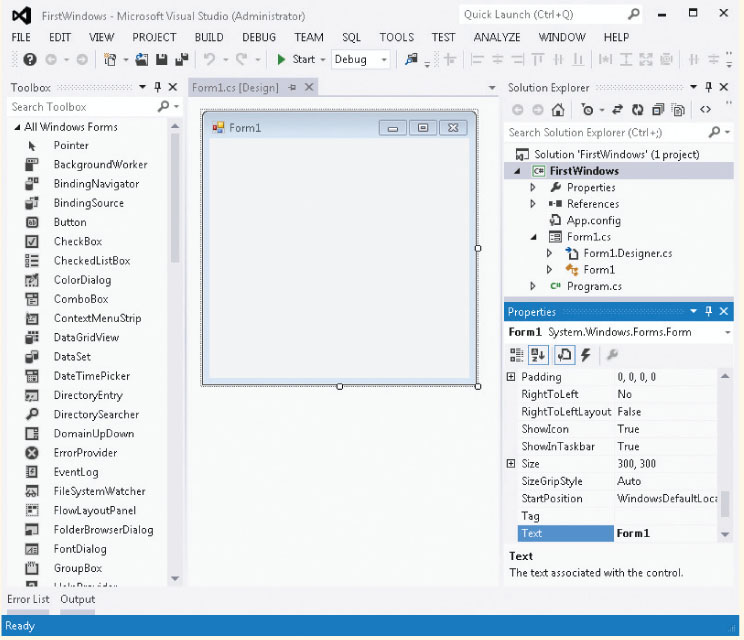 FirstWindows - Microsoft Visual Studio (Administrator)
Quick Launch (Ctrl+Q)
FILE EDIT VIEW PROJECT BUILD DEBUG TEAM SQL TOOLS TEST ANALYZE WINDOW HELP
Start Debug
Toolbox
Search Toolbox
All Windows Forms
Pointer
BackgroundWorker
BindingNavigator
BindingSource
Button
CheckBox
CheckedListBox
ColorDialog
ComboBox
ContextMenuStrip
DataGridView
DataSet
DateTimePicker
DirectoryEntry
DirectorySearcher
DomainUpDown
ErrorProvider
EventLog
FileSystemWatcher
FlowLayoutPanel
FolderBrowserDialog
FontDialog
GroupBox
Form1.cs [Design]
Form1
Solution Explorer
Search Solution Explorer (Ctrl+;)
Solution 'FirstWindows' (1 project)
C# FirstWindows
Properties
References
App.config
Form1.cs
Form1.Designer.cs
Form1
C# Program.cs
Properties
Form1 System.Windows.Forms.Form
Padding 0, 0, 0, 0
RightToLeft No
RightToLeftLayout False
ShowIcon True
ShowInTaskbar True
Size 300, 300
SizeGripStyle Auto
StartPosition WindowsDefaultLoca
Tag
Text Form1
Text
The text associated with the control.
Error List Output
Ready